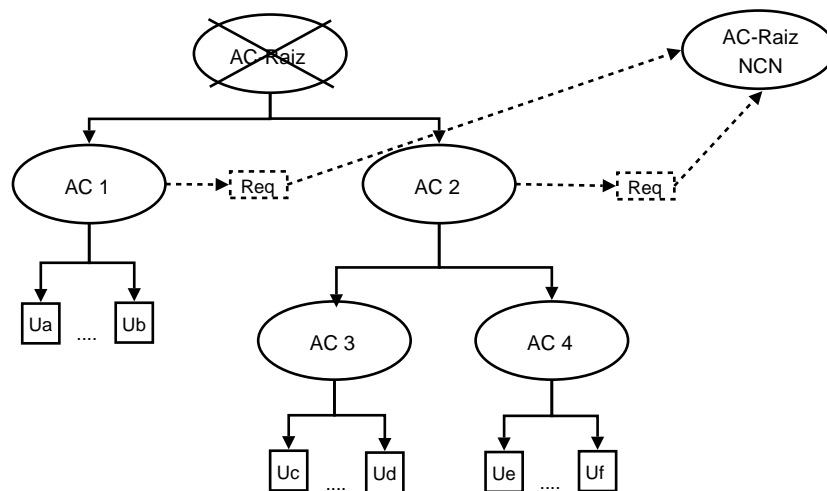 AC-Raiz
AC-Raiz
NCN
AC 1
Req
AC 2
Req
Ua
....
Ub
AC 3
AC 4
Uc
....
Ud
Ue
....
Uf